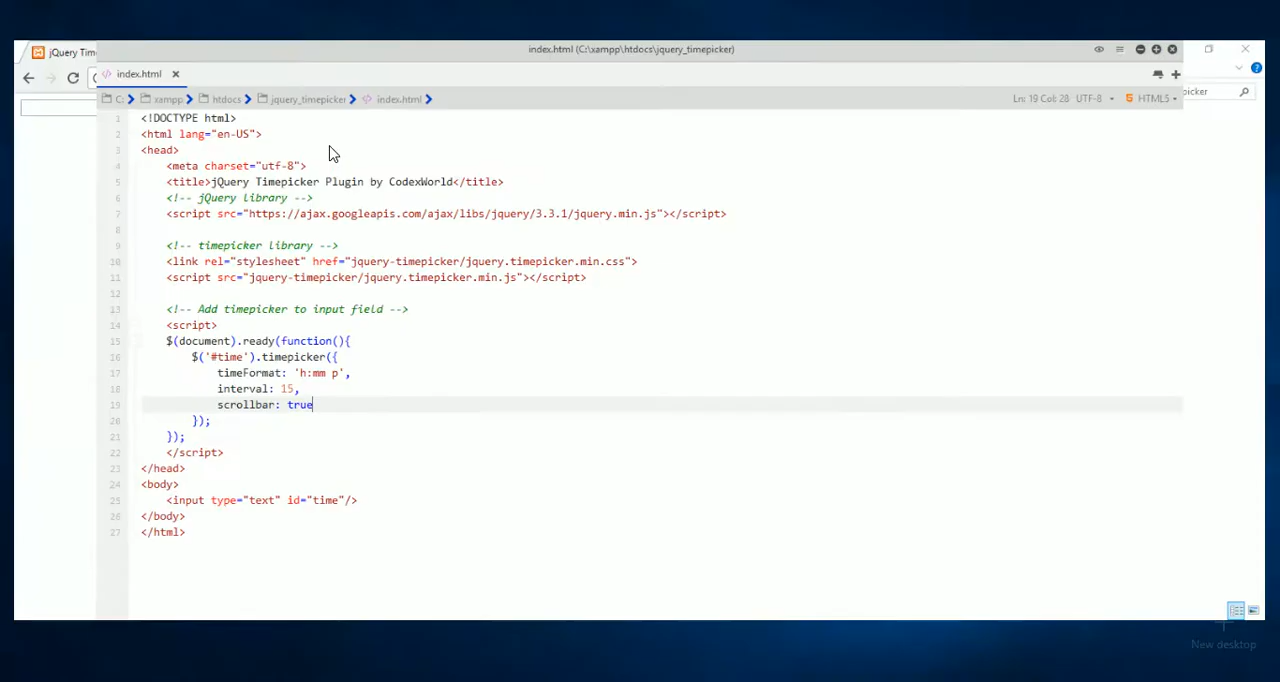 index.html (C:\xampp\htdocs\jquery_timepicker)
jQuery Tim
index.html
C: xampp htdocs jquery_timepicker index.html
Ln: 19 Col: 28 UTF-8 HTML5
icker
1 <!DOCTYPE html>
2 <html lang="en-US">
3 <head>
4 <meta charset="utf-8">
5 <title>jQuery Timepicker Plugin by CodexWorld</title>
6 <!-- jQuery library -->
7 <script src="https://ajax.googleapis.com/ajax/libs/jquery/3.3.1/jquery.min.js"></script>
8
9 <!-- timepicker library -->
10 <link rel="stylesheet" href="jquery-timepicker/jquery.timepicker.min.css">
11 <script src="jquery-timepicker/jquery.timepicker.min.js"></script>
12
13 <!-- Add timepicker to input field -->
14 <script>
15 $(document).ready(function(){
16 $('#time').timepicker({
17 timeFormat: 'h:mm p',
18 interval: 15,
19 scrollbar: true
20 });
21 });
22 </script>
23 </head>
24 <body>
25 <input type="text" id="time"/>
26 </body>
27 </html>
New desktop